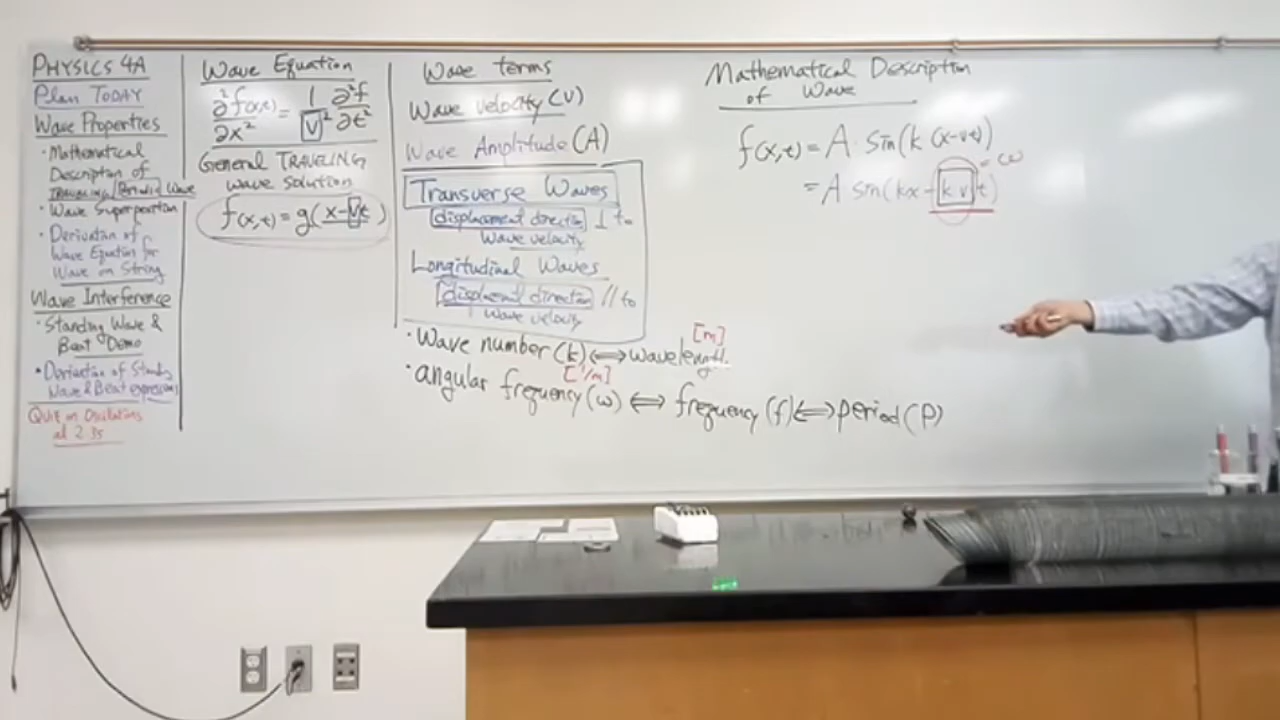 PHYSICS 4A
Plan TODAY
Wave Properties
• Mathematical
Description of
TRAVELING Periodic Wave
• Wave Superposition
• Derivation of
Wave Equation for
Wave on String
Wave Interference
• Standing Wave &
Beat Demo
• Derivation of Standing
Wave & Beat expressions
Quiz on Oscillations
at 2:35
Wave Equation
∂²f(x,t)/∂x² = 1/v² ∂²f/∂t²
General TRAVELING
wave solution
f(x,t) = g(x-vt)
Wave terms
Wave velocity (v)
Wave Amplitude (A)
Transverse Waves
displacement direction ⊥ to
wave velocity
Longitudinal Waves
displacement direction // to
wave velocity
• Wave number (k) ⟺ wavelength
[1/m] [m]
• angular frequency (ω) ⟺ frequency (f) ⟺ period (P)
Mathematical Description
of Wave
f(x,t) = A sin(k (x-vt))
= A sin(kx - k v t) = ω